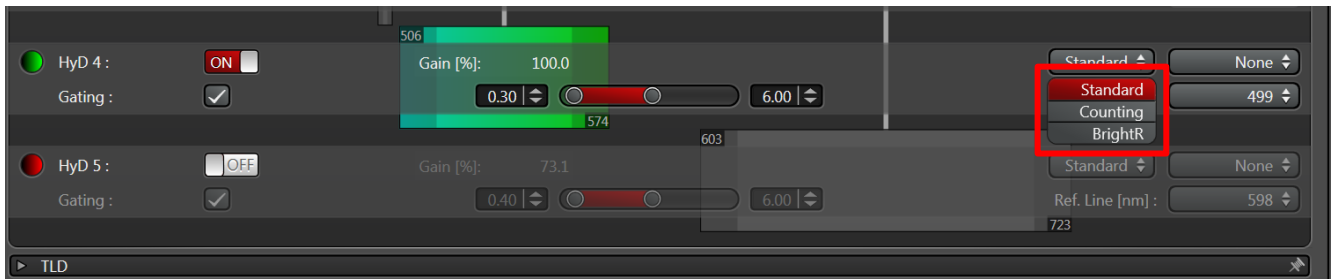 506
HyD 4 : ON Gain [%]: 100.0 Standard None
Gating : 0.30 6.00 Standard 499
Counting
574
BrightR
603
HyD 5 : OFF Gain [%]: 73.1 Standard None
Gating : 0.40 6.00 Ref. Line [nm] : 598
723
TLD